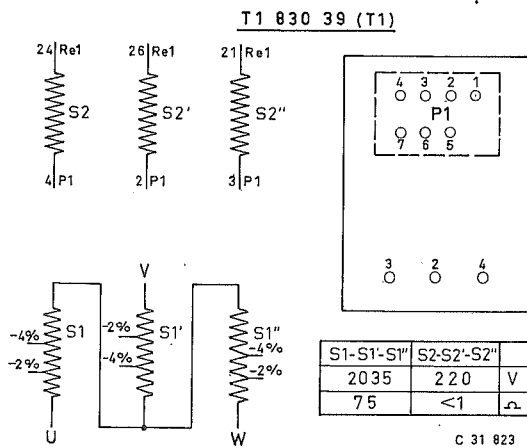 T1 830 39 (T1)
24 Re1
26 Re1
21 Re1
S2
S2'
S2"
4 P1
2 P1
3 P1
4 3 2 1
P1
7 6 5
3 2 4
V
-4%
-2%
S1
-2%
-4%
S1'
S1"
-4%
-2%
U
W
S1-S1'-S1" S2-S2'-S2"
2035 220 V
75 <1 Ω
C 31 823